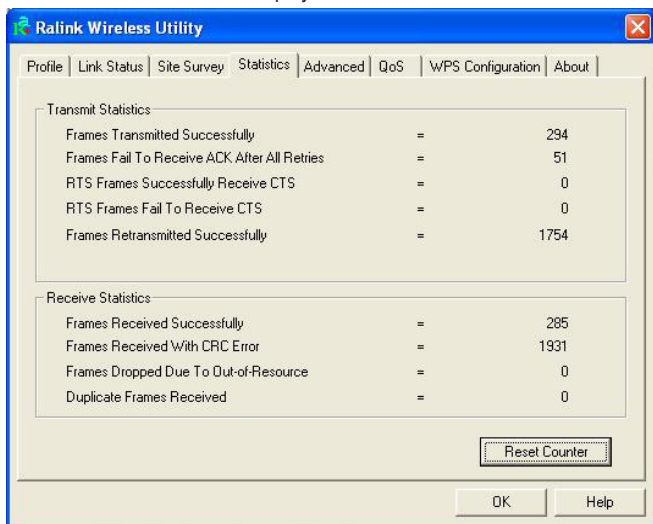 Ralink Wireless Utility
Profile Link Status Site Survey Statistics Advanced QoS WPS Configuration About
Transmit Statistics
Frames Transmitted Successfully = 294
Frames Fail To Receive ACK After All Retries = 51
RTS Frames Successfully Receive CTS = 0
RTS Frames Fail To Receive CTS = 0
Frames Retransmitted Successfully = 1754
Receive Statistics
Frames Received Successfully = 285
Frames Received With CRC Error = 1931
Frames Dropped Due To Out-of-Resource = 0
Duplicate Frames Received = 0
Reset Counter
OK Help